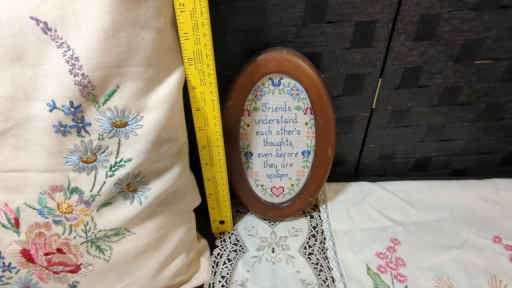 Friends
understand
each other's
thoughts,
even before
they are
spoken.